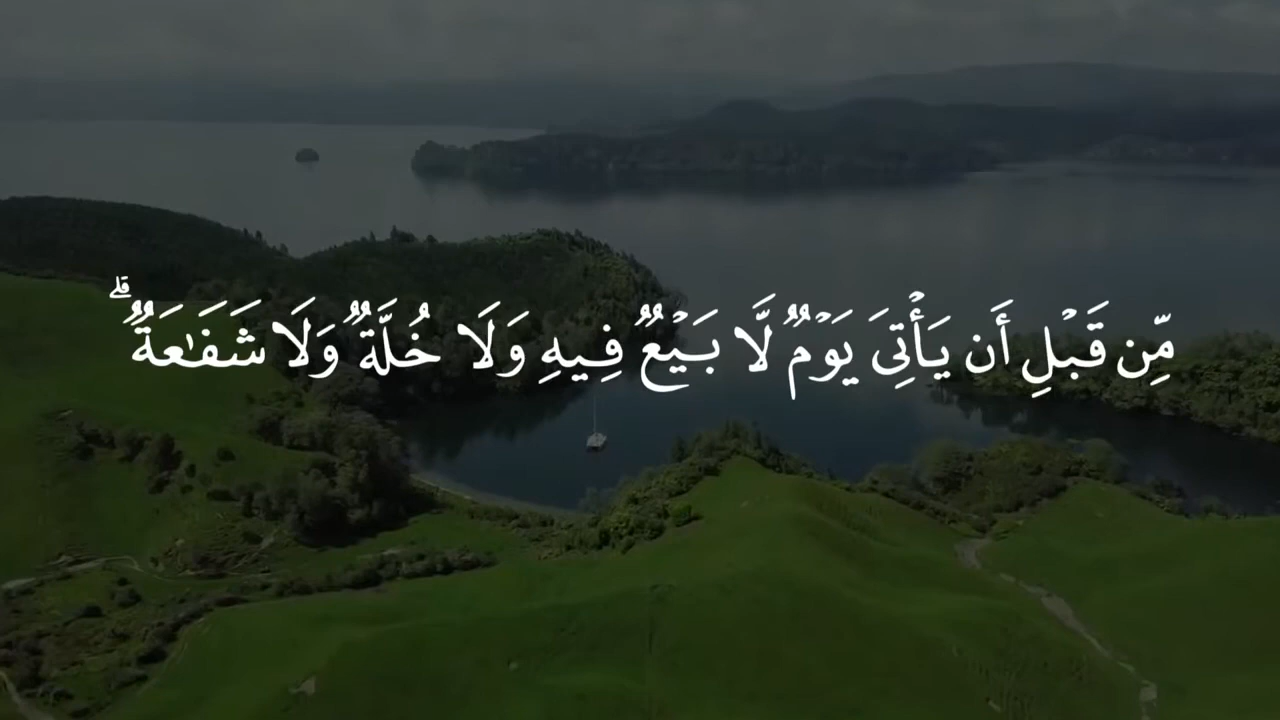 مِّن قَبْلِ أَن يَأْتِىَ يَوْمٌ لَّا بَيْعٌ فِيهِ وَلَا خُلَّةٌ وَلَا شَفَـٰعَةٌ ۗ